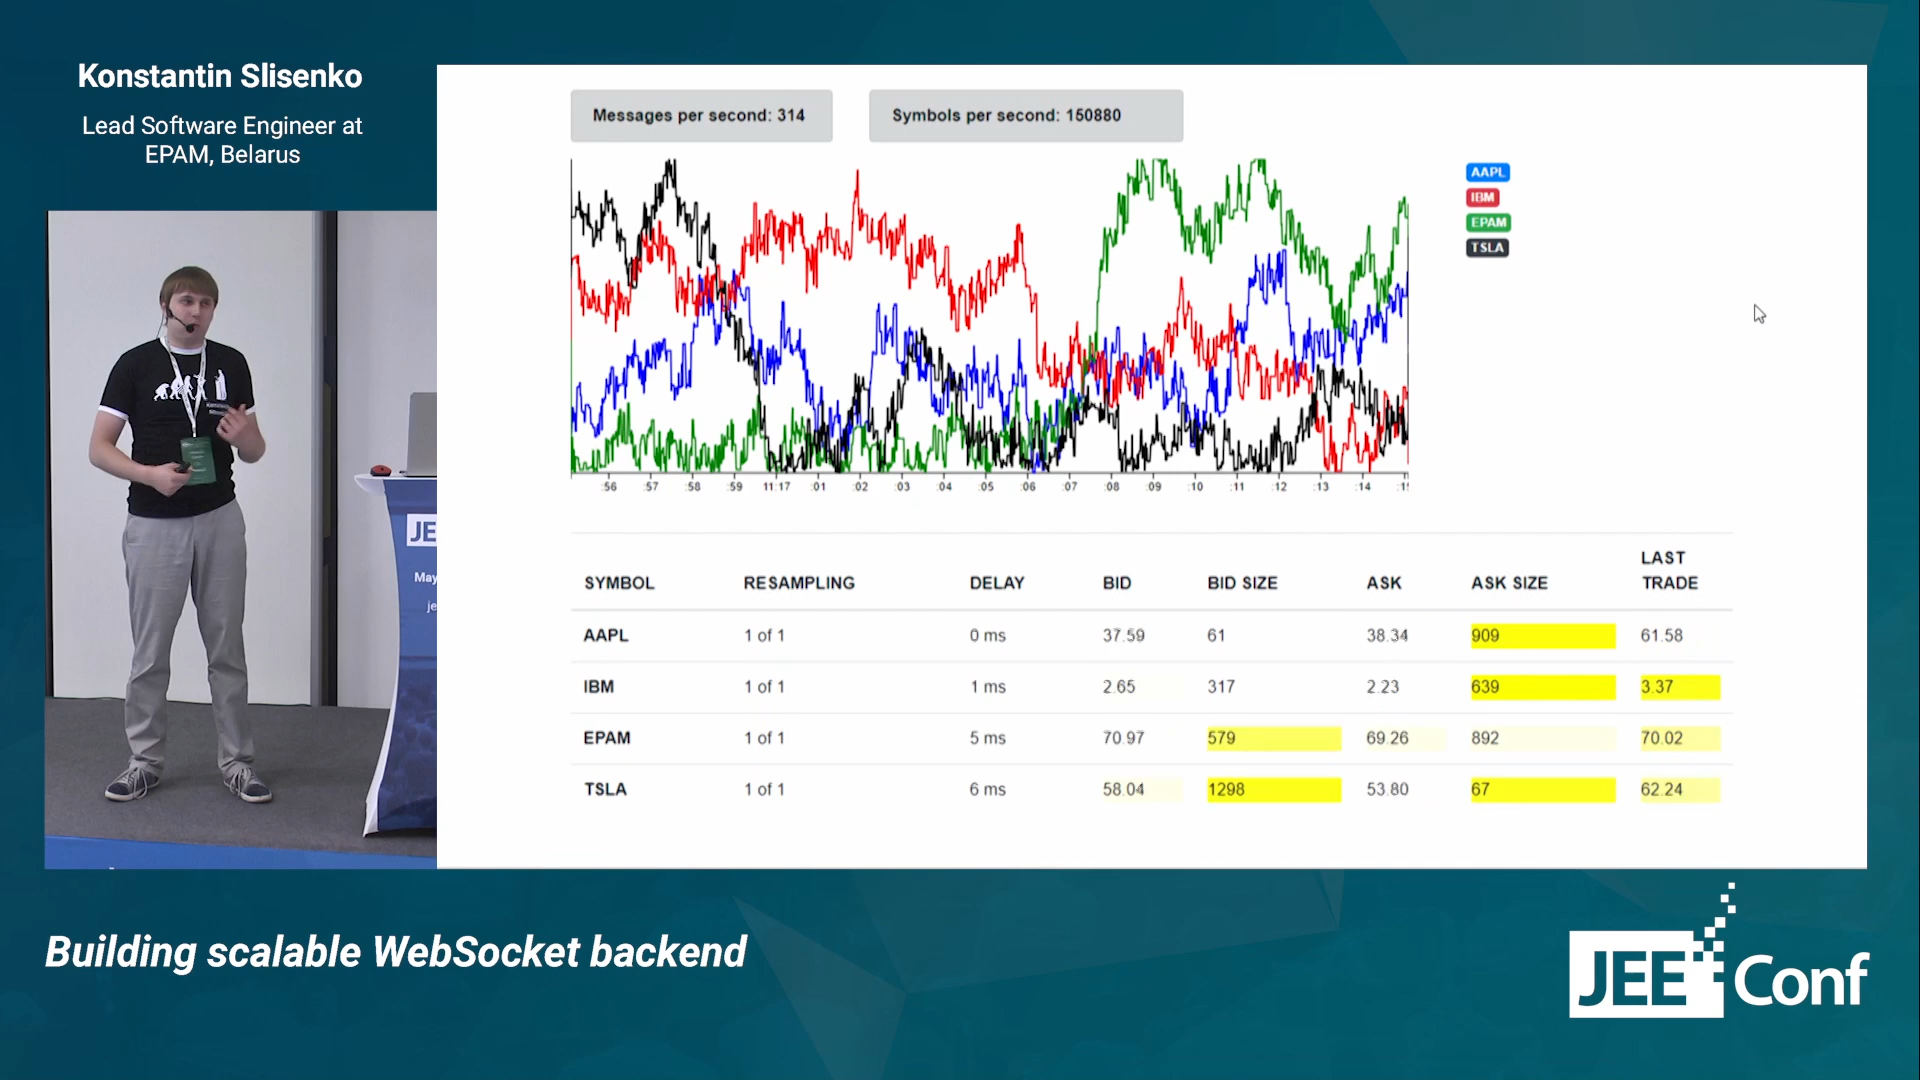 Konstantin Slisenko
Lead Software Engineer at
EPAM, Belarus
Messages per second: 314
Symbols per second: 150880
AAPL
IBM
EPAM
TSLA
:56 :57 :58 :59 11:17 :01 :02 :03 :04 :05 :06 :07 :08 :09 :10 :11 :12 :13 :14
SYMBOL RESAMPLING DELAY BID BID SIZE ASK ASK SIZE LAST TRADE
AAPL 1 of 1 0 ms 37.59 61 38.34 909 61.58
IBM 1 of 1 1 ms 2.65 317 2.23 639 3.37
EPAM 1 of 1 5 ms 70.97 579 69.26 892 70.02
TSLA 1 of 1 6 ms 58.04 1298 53.80 67 62.24
JE
May
je
Building scalable WebSocket backend
JEE Conf